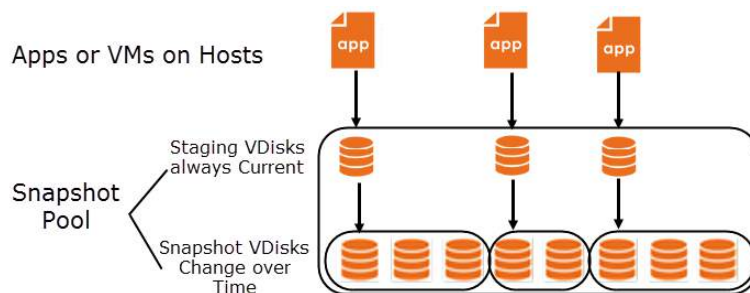 app app app
Apps or VMs on Hosts
Staging VDisks
always Current
Snapshot
Pool
Snapshot VDisks
Change over
Time